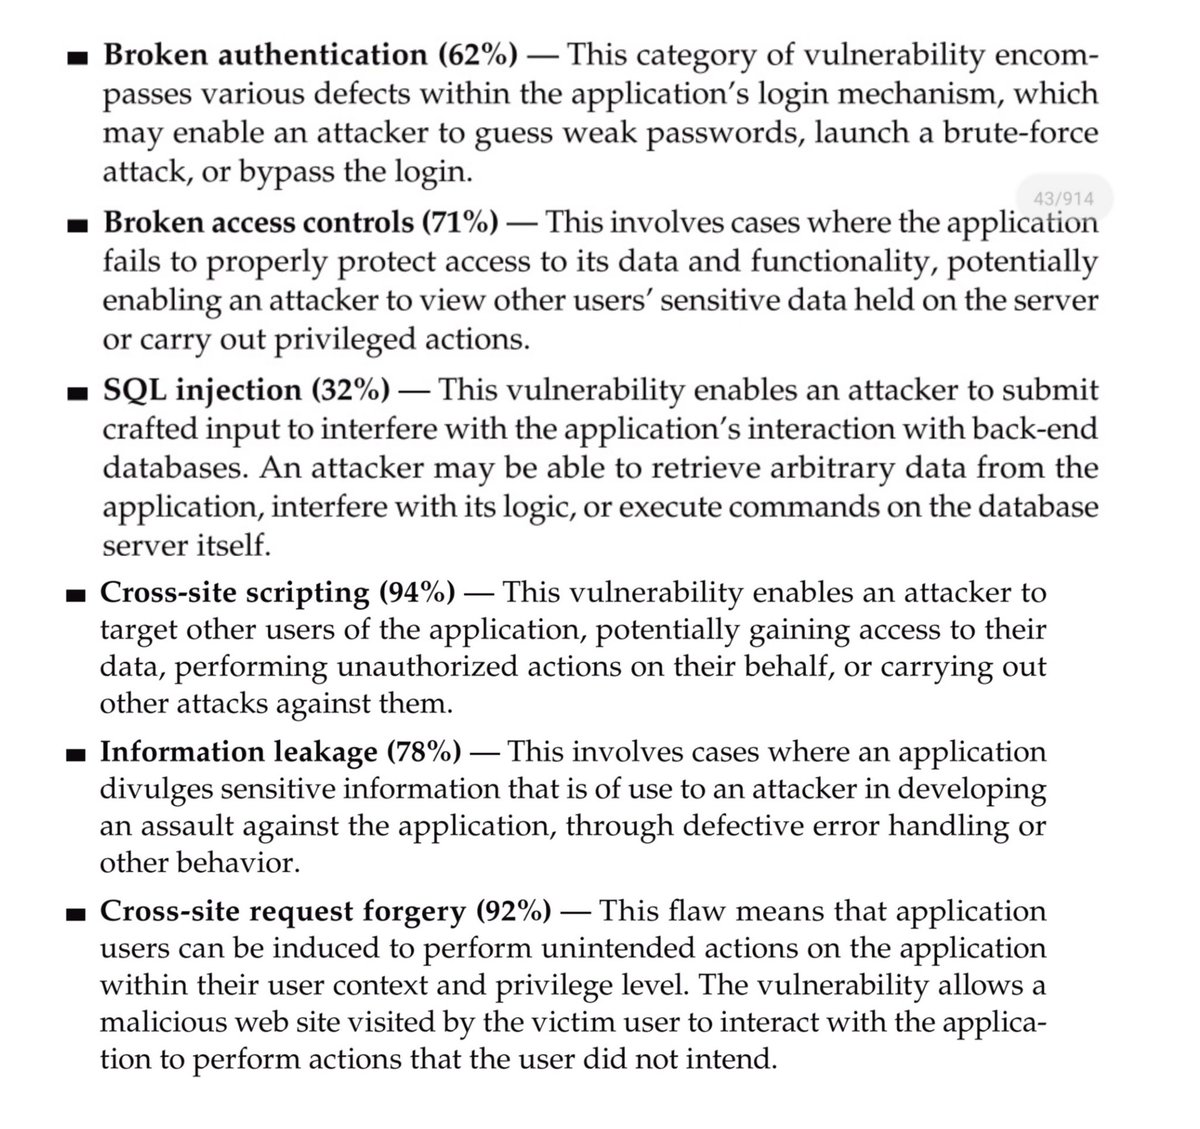 ■ Broken authentication (62%) — This category of vulnerability encom-
passes various defects within the application's login mechanism, which
may enable an attacker to guess weak passwords, launch a brute-force
attack, or bypass the login.
43/914
■ Broken access controls (71%) — This involves cases where the application
fails to properly protect access to its data and functionality, potentially
enabling an attacker to view other users' sensitive data held on the server
or carry out privileged actions.
■ SQL injection (32%) — This vulnerability enables an attacker to submit
crafted input to interfere with the application's interaction with back-end
databases. An attacker may be able to retrieve arbitrary data from the
application, interfere with its logic, or execute commands on the database
server itself.
■ Cross-site scripting (94%) — This vulnerability enables an attacker to
target other users of the application, potentially gaining access to their
data, performing unauthorized actions on their behalf, or carrying out
other attacks against them.
■ Information leakage (78%) — This involves cases where an application
divulges sensitive information that is of use to an attacker in developing
an assault against the application, through defective error handling or
other behavior.
■ Cross-site request forgery (92%) — This flaw means that application
users can be induced to perform unintended actions on the application
within their user context and privilege level. The vulnerability allows a
malicious web site visited by the victim user to interact with the applica-
tion to perform actions that the user did not intend.